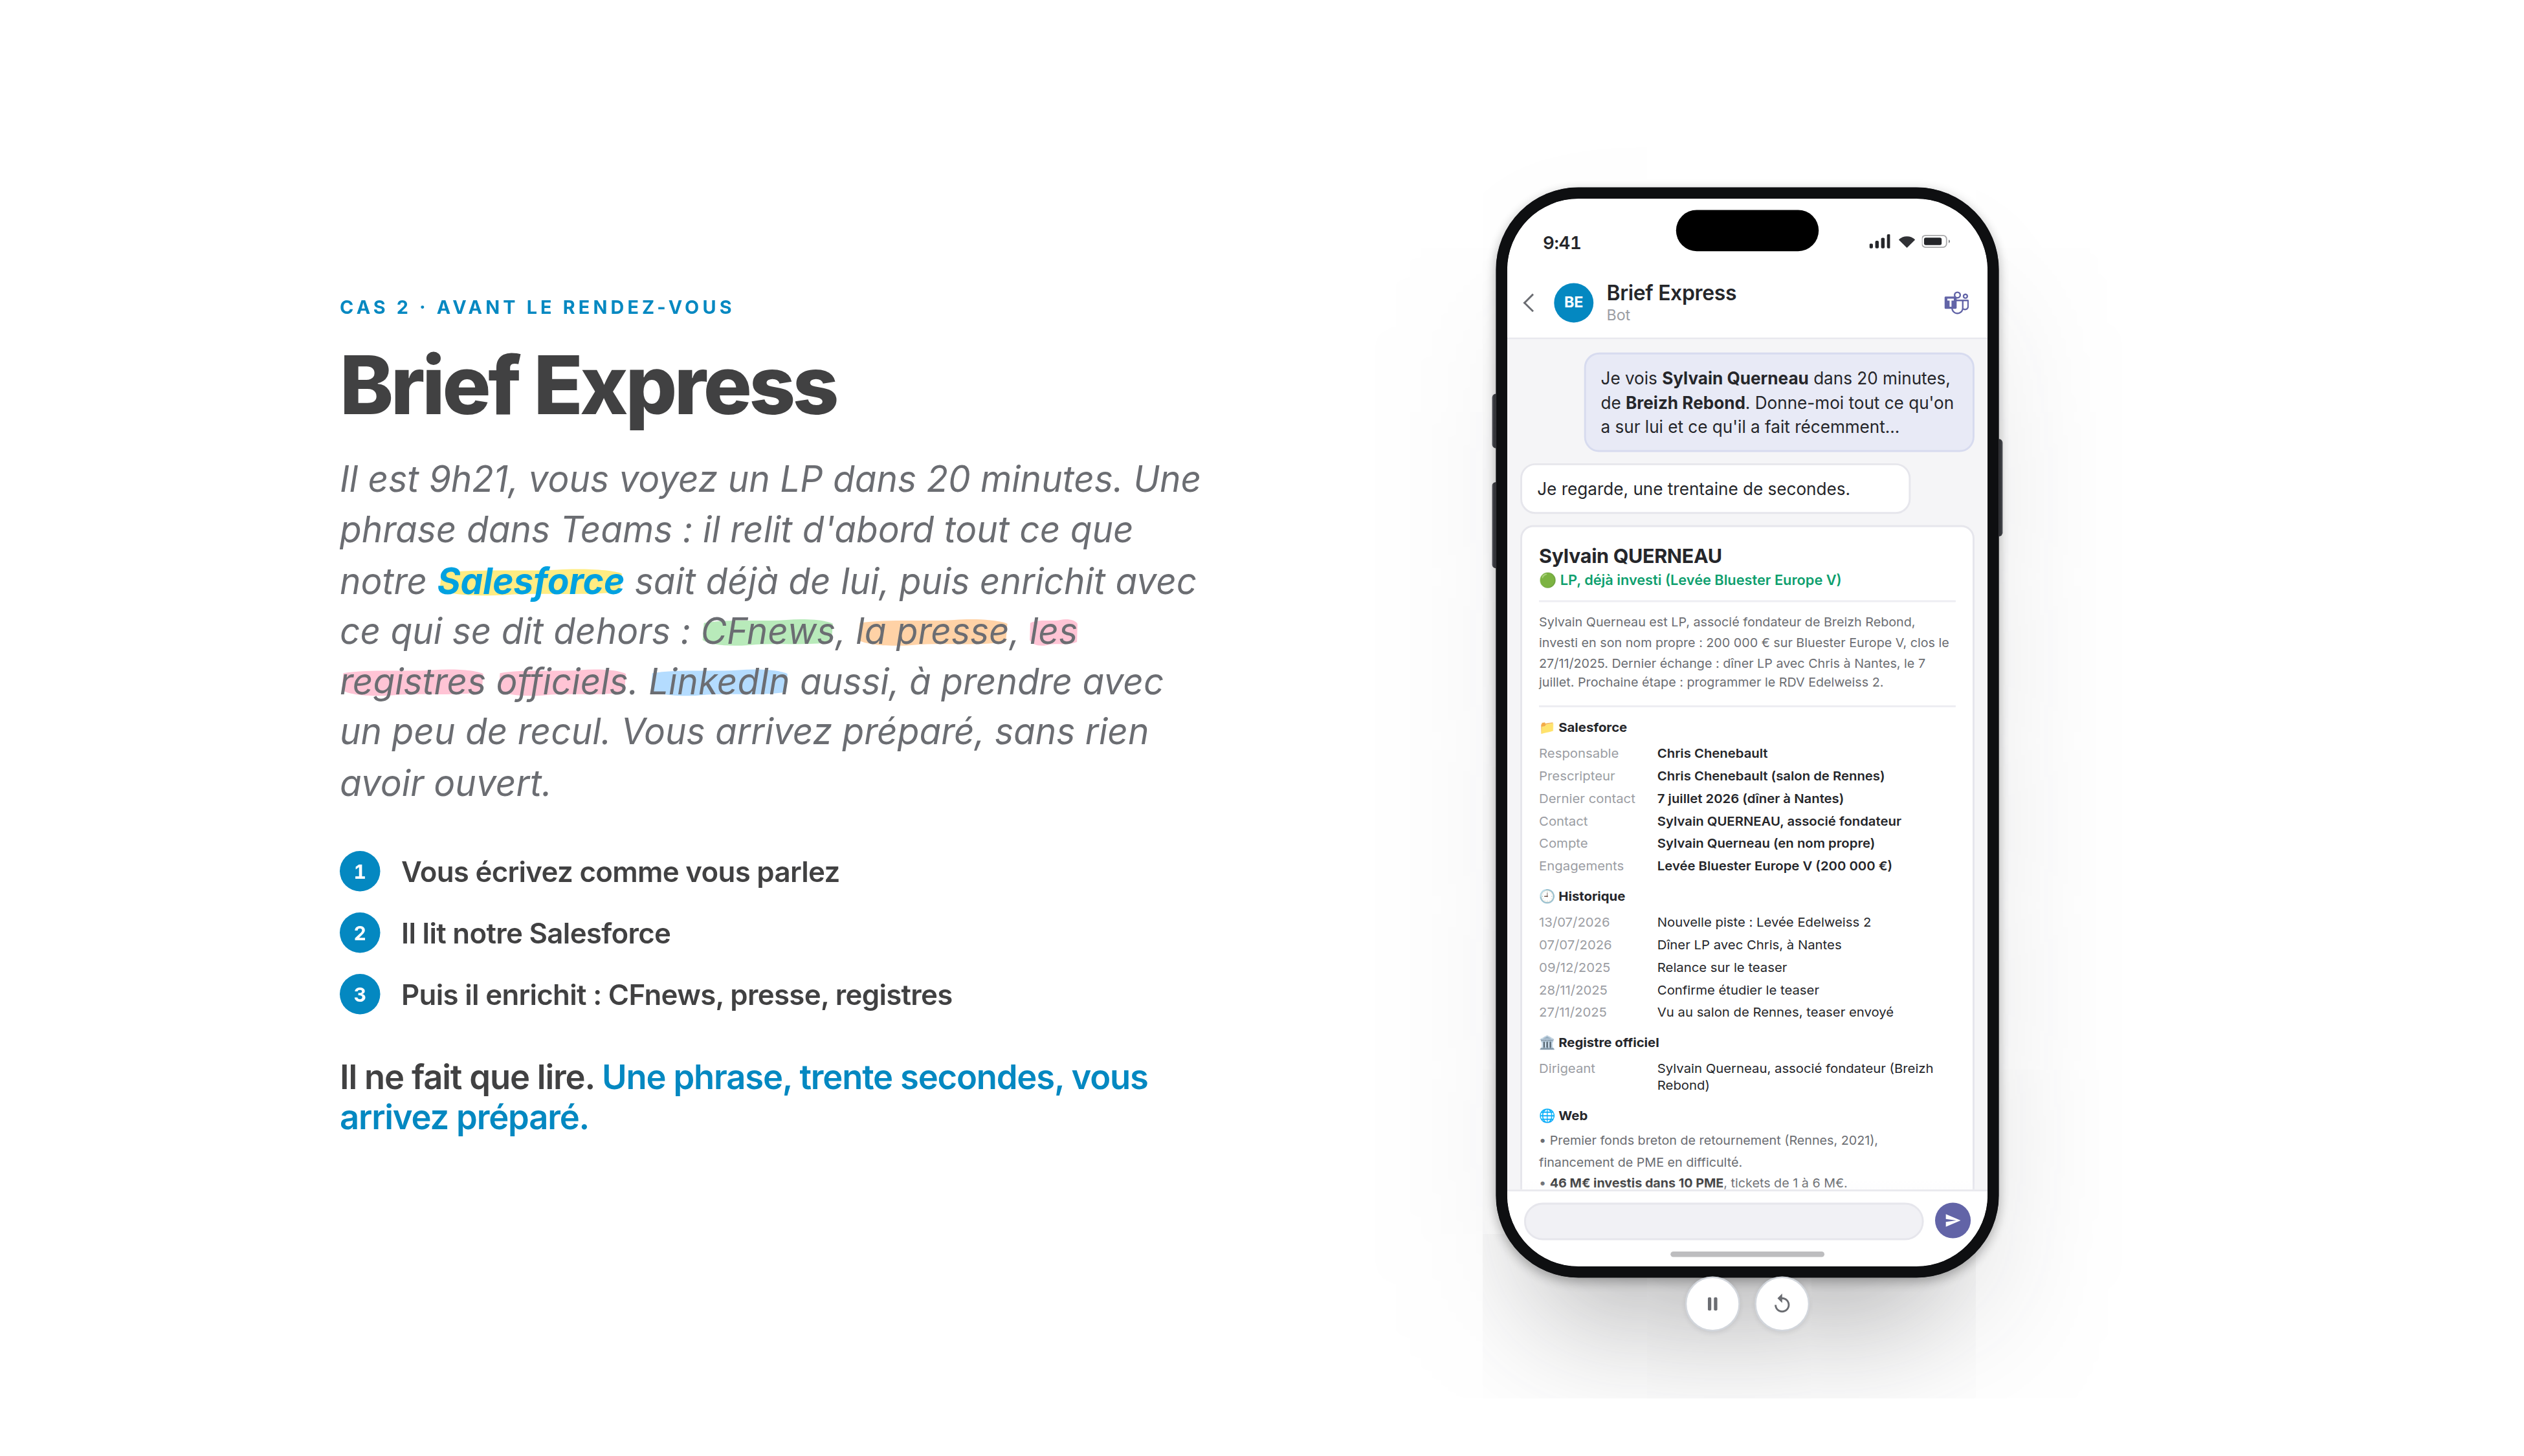 CAS 2 · AVANT LE RENDEZ-VOUS
Brief Express
Il est 9h21, vous voyez un LP dans 20 minutes. Une
phrase dans Teams : il relit d'abord tout ce que
notre Salesforce sait déjà de lui, puis enrichit avec
ce qui se dit dehors : CFnews, la presse, les
registres officiels. LinkedIn aussi, à prendre avec
un peu de recul. Vous arrivez préparé, sans rien
avoir ouvert.
1 Vous écrivez comme vous parlez
2 Il lit notre Salesforce
3 Puis il enrichit : CFnews, presse, registres
Il ne fait que lire. Une phrase, trente secondes, vous
arrivez préparé.
9:41
BE Brief Express
Bot
Je vois Sylvain Querneau dans 20 minutes,
de Breizh Rebond. Donne-moi tout ce qu'on
a sur lui et ce qu'il a fait récemment...
Je regarde, une trentaine de secondes.
Sylvain QUERNEAU
🟢 LP, déjà investi (Levée Bluester Europe V)
Sylvain Querneau est LP, associé fondateur de Breizh Rebond,
investi en son nom propre : 200 000 € sur Bluester Europe V, clos le
27/11/2025. Dernier échange : dîner LP avec Chris à Nantes, le 7
juillet. Prochaine étape : programmer le RDV Edelweiss 2.
📁 Salesforce
Responsable Chris Chenebault
Prescripteur Chris Chenebault (salon de Rennes)
Dernier contact 7 juillet 2026 (dîner à Nantes)
Contact Sylvain QUERNEAU, associé fondateur
Compte Sylvain Querneau (en nom propre)
Engagements Levée Bluester Europe V (200 000 €)
🕘 Historique
13/07/2026 Nouvelle piste : Levée Edelweiss 2
07/07/2026 Dîner LP avec Chris, à Nantes
09/12/2025 Relance sur le teaser
28/11/2025 Confirme étudier le teaser
27/11/2025 Vu au salon de Rennes, teaser envoyé
🏛️ Registre officiel
Dirigeant Sylvain Querneau, associé fondateur (Breizh
Rebond)
🌐 Web
• Premier fonds breton de retournement (Rennes, 2021),
financement de PME en difficulté.
• 46 M€ investis dans 10 PME, tickets de 1 à 6 M€.